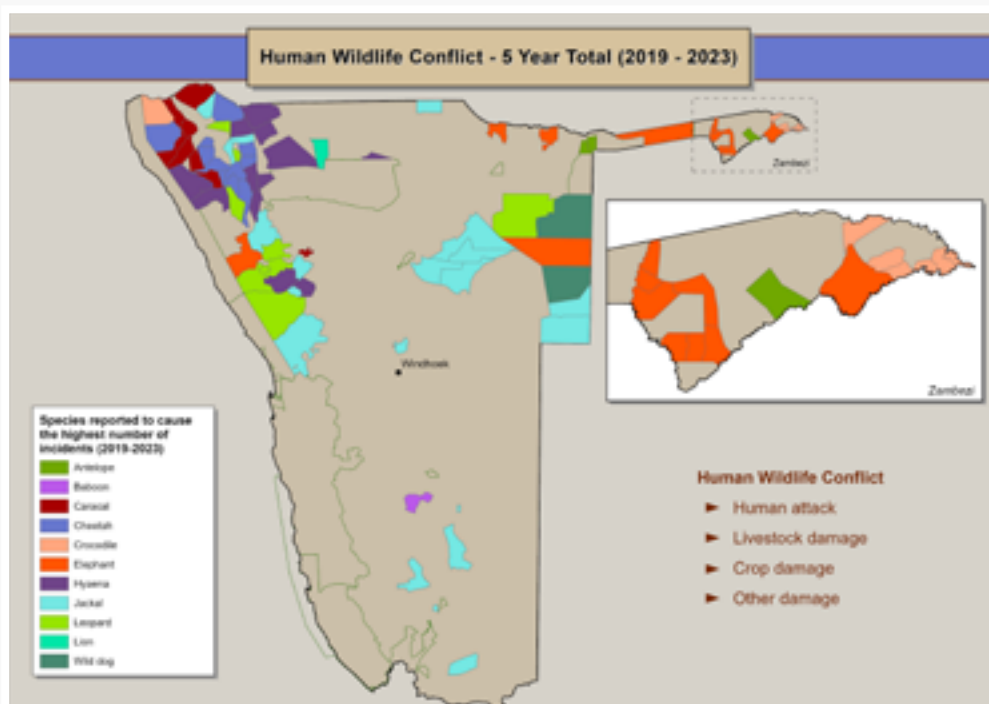 Human Wildlife Conflict - 5 Year Total (2019 - 2023)
Zambezi
Windhoek
Zambezi
Species reported to cause
the highest number of
incidents (2019-2023)
Antelope
Baboon
Caracal
Cheetah
Crocodile
Elephant
Hyaena
Jackal
Leopard
Lion
Wild dog
Human Wildlife Conflict
► Human attack
► Livestock damage
► Crop damage
► Other damage